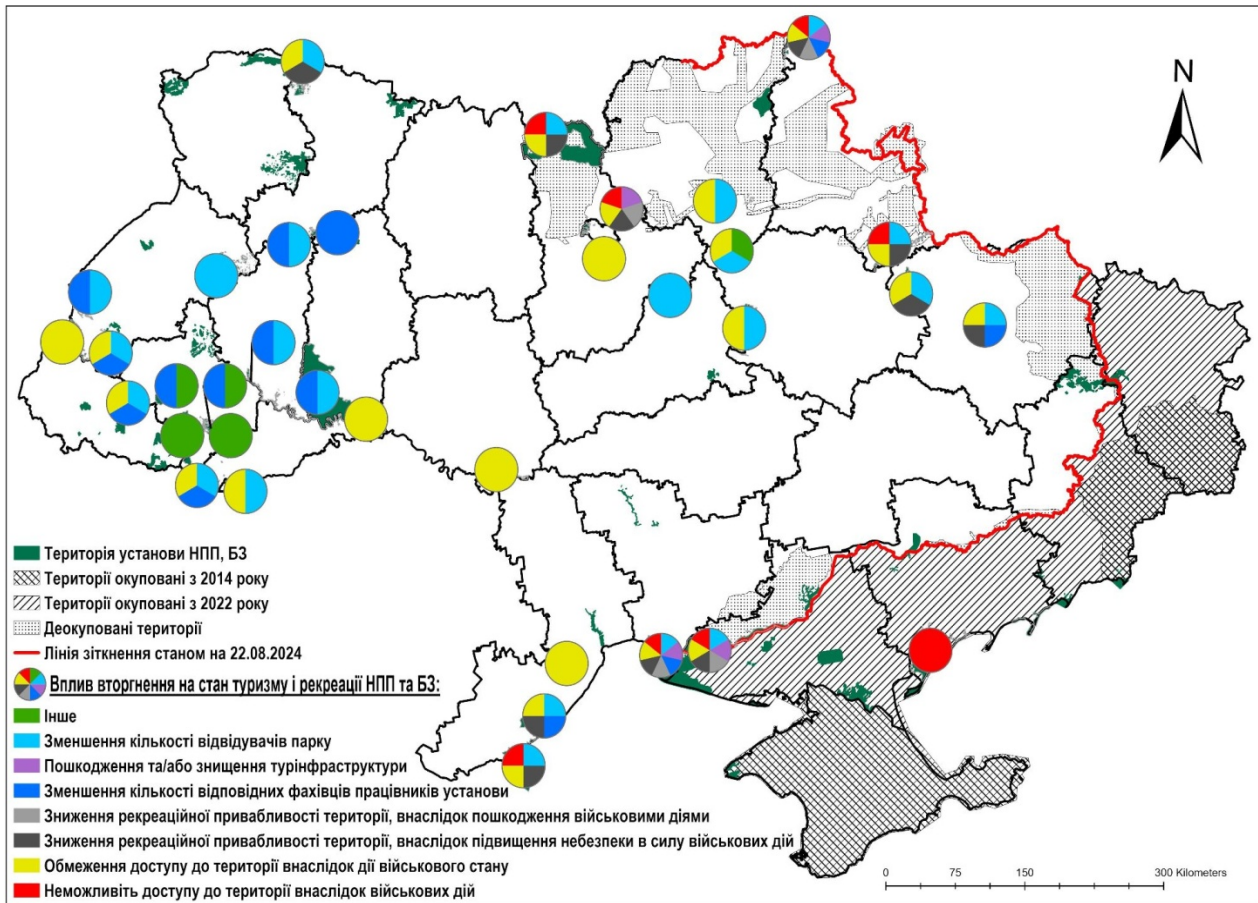 N
Територія установи НПП, БЗ
Території окуповані з 2014 року
Території окуповані з 2022 року
Деокуповані території
Лінія зіткнення станом на 22.08.2024
Вплив вторгнення на стан туризму і рекреації НПП та БЗ:
Інше
Зменшення кількості відвідувачів парку
Пошкодження та/або знищення турінфраструктури
Зменшення кількості відповідних фахівців працівників установи
Зниження рекреаційної привабливості території, внаслідок пошкодження військовими діями
Зниження рекреаційної привабливості території, внаслідок підвищення небезпеки в силу військових дій
Обмеження доступу до території внаслідок дії військового стану
Неможливіть доступу до території внаслідок військових дій
0 75 150 300 Kilometers